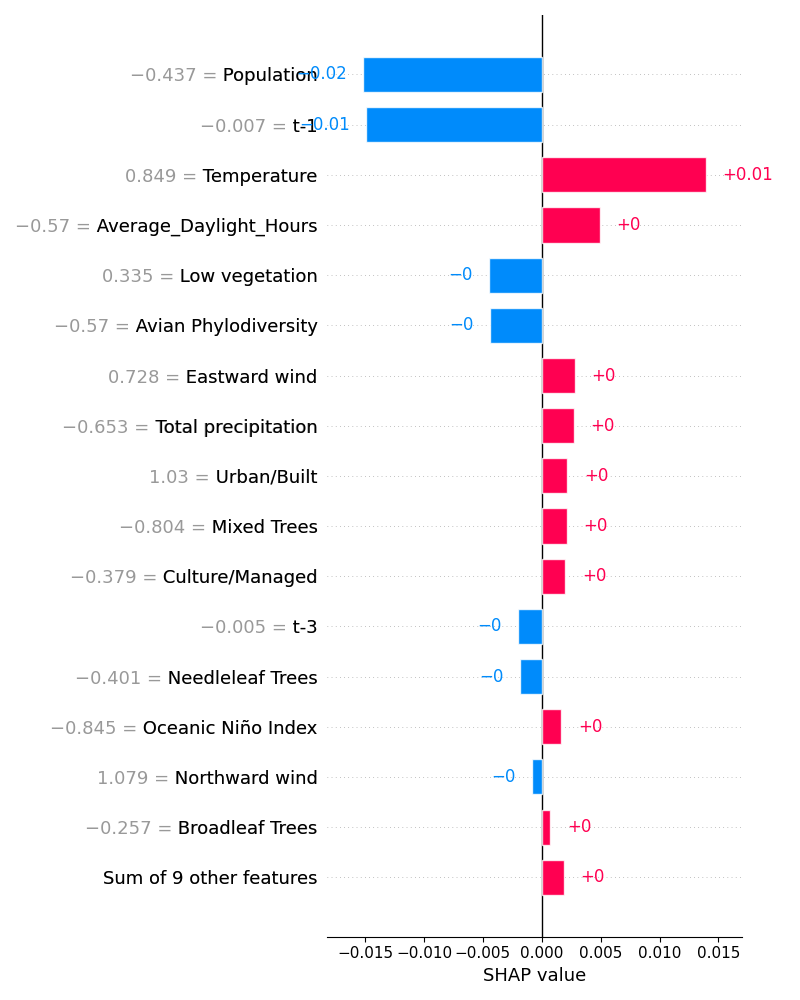 −0.437 = Population −0.02
−0.007 = t-1 −0.01
0.849 = Temperature +0.01
−0.57 = Average_Daylight_Hours +0
0.335 = Low vegetation −0
−0.57 = Avian Phylodiversity −0
0.728 = Eastward wind +0
−0.653 = Total precipitation +0
1.03 = Urban/Built +0
−0.804 = Mixed Trees +0
−0.379 = Culture/Managed +0
−0.005 = t-3 −0
−0.401 = Needleleaf Trees −0
−0.845 = Oceanic Niño Index +0
1.079 = Northward wind −0
−0.257 = Broadleaf Trees +0
Sum of 9 other features +0
−0.015 −0.010 −0.005 0.000 0.005 0.010 0.015
SHAP value